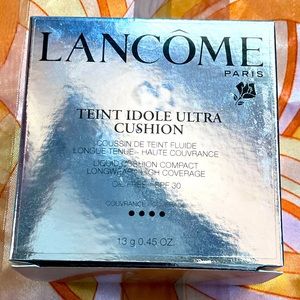 LANCÔME
PARIS
TEINT IDOLE ULTRA
CUSHION
COUSSIN DE TEINT FLUIDE
LONGUE TENUE - HAUTE COUVRANCE
LIQUID CUSHION COMPACT
LONGWEAR HIGH COVERAGE
SPF 30
COUVRANCE
13 g 0.45 OZ.